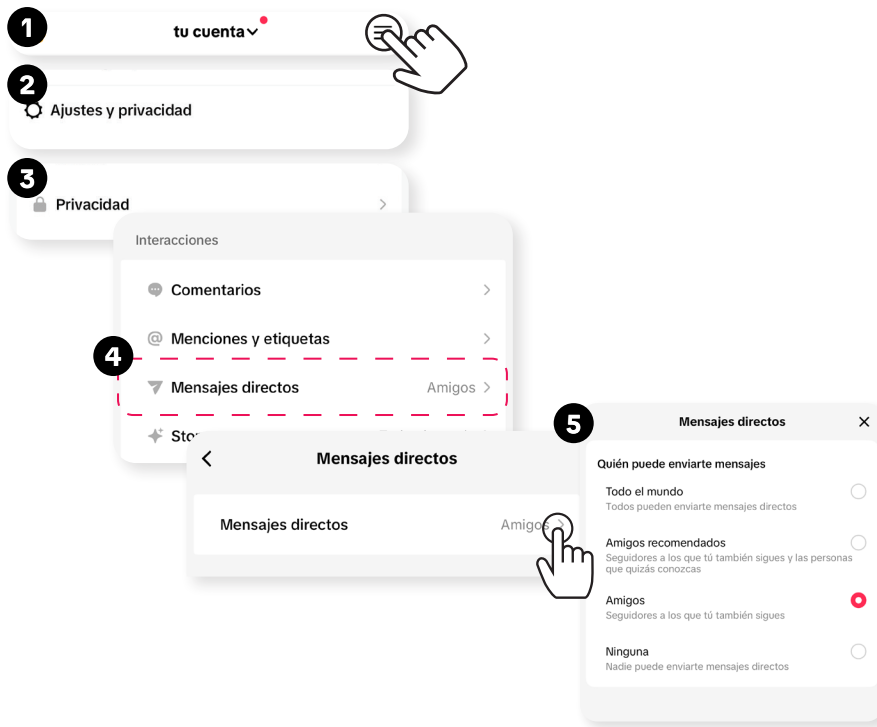 1
tu cuenta
2
Ajustes y privacidad
3
Privacidad
Interacciones
Comentarios
@ Menciones y etiquetas
4
Mensajes directos Amigos
Sto
Mensajes directos
Mensajes directos Amigos
5
Mensajes directos
Quién puede enviarte mensajes
Todo el mundo
Todos pueden enviarte mensajes directos
Amigos recomendados
Seguidores a los que tú también sigues y las personas
que quizás conozcas
Amigos
Seguidores a los que tú también sigues
Ninguna
Nadie puede enviarte mensajes directos